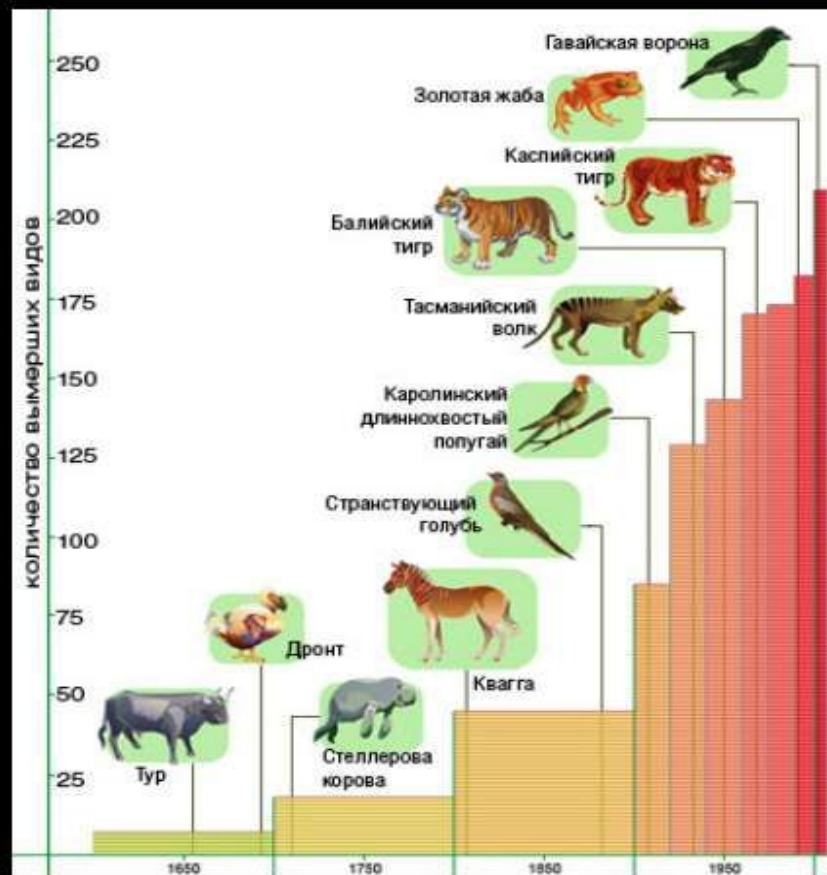 количество вымерших видов
250
225
200
175
150
125
100
75
50
25
Гавайская ворона
Золотая жаба
Каспийский
тигр
Балийский
тигр
Тасманийский
волк
Каролинский
длиннохвостый
попугай
Странствующий
голубь
Дронт
Квагга
Тур
Стеллерова
корова
1650
1750
1850
1950